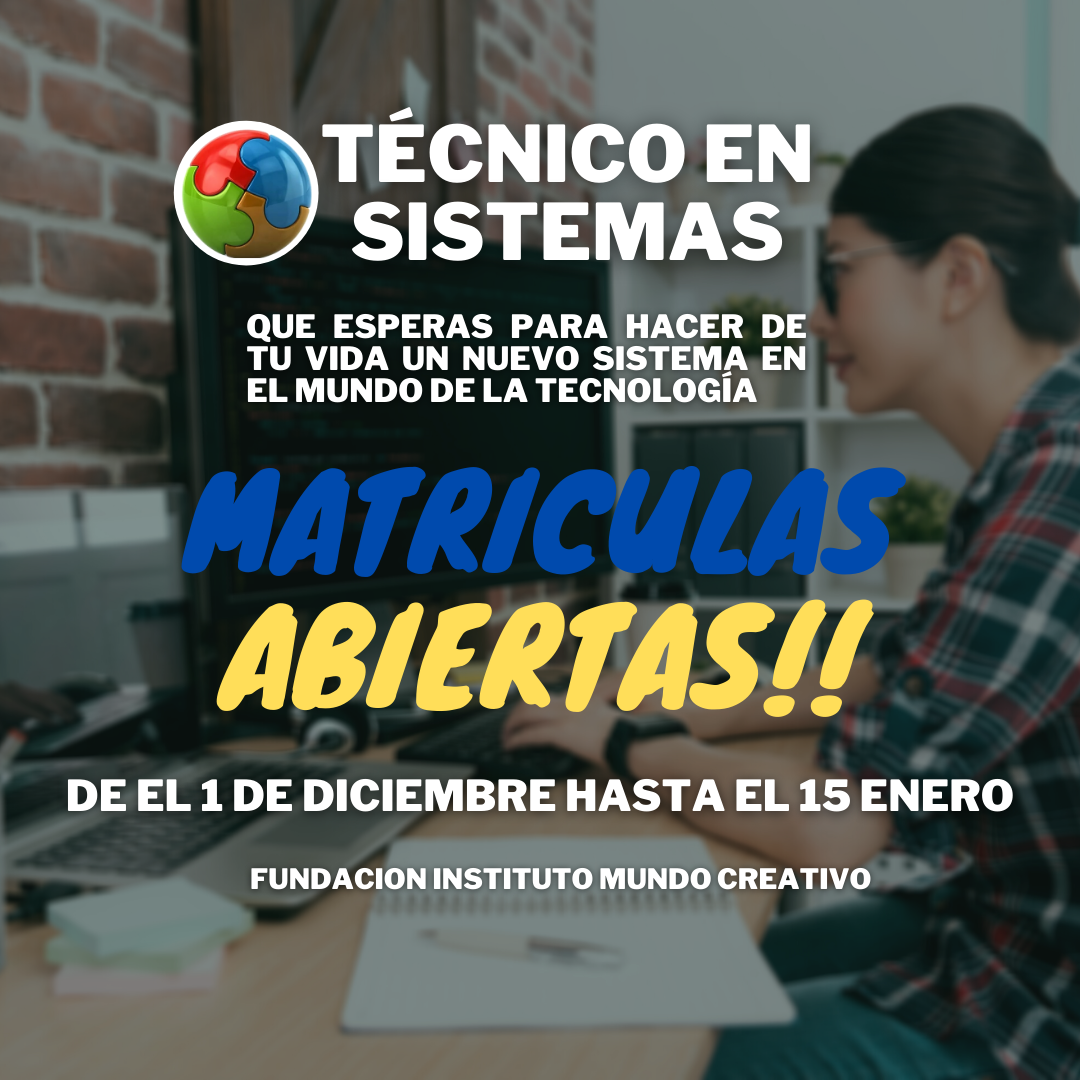 TÉCNICO EN
SISTEMAS
QUE ESPERAS PARA HACER DE
TU VIDA UN NUEVO SISTEMA EN
EL MUNDO DE LA TECNOLOGÍA
MATRICULAS
ABIERTAS!!
DE EL 1 DE DICIEMBRE HASTA EL 15 ENERO
FUNDACION INSTITUTO MUNDO CREATIVO